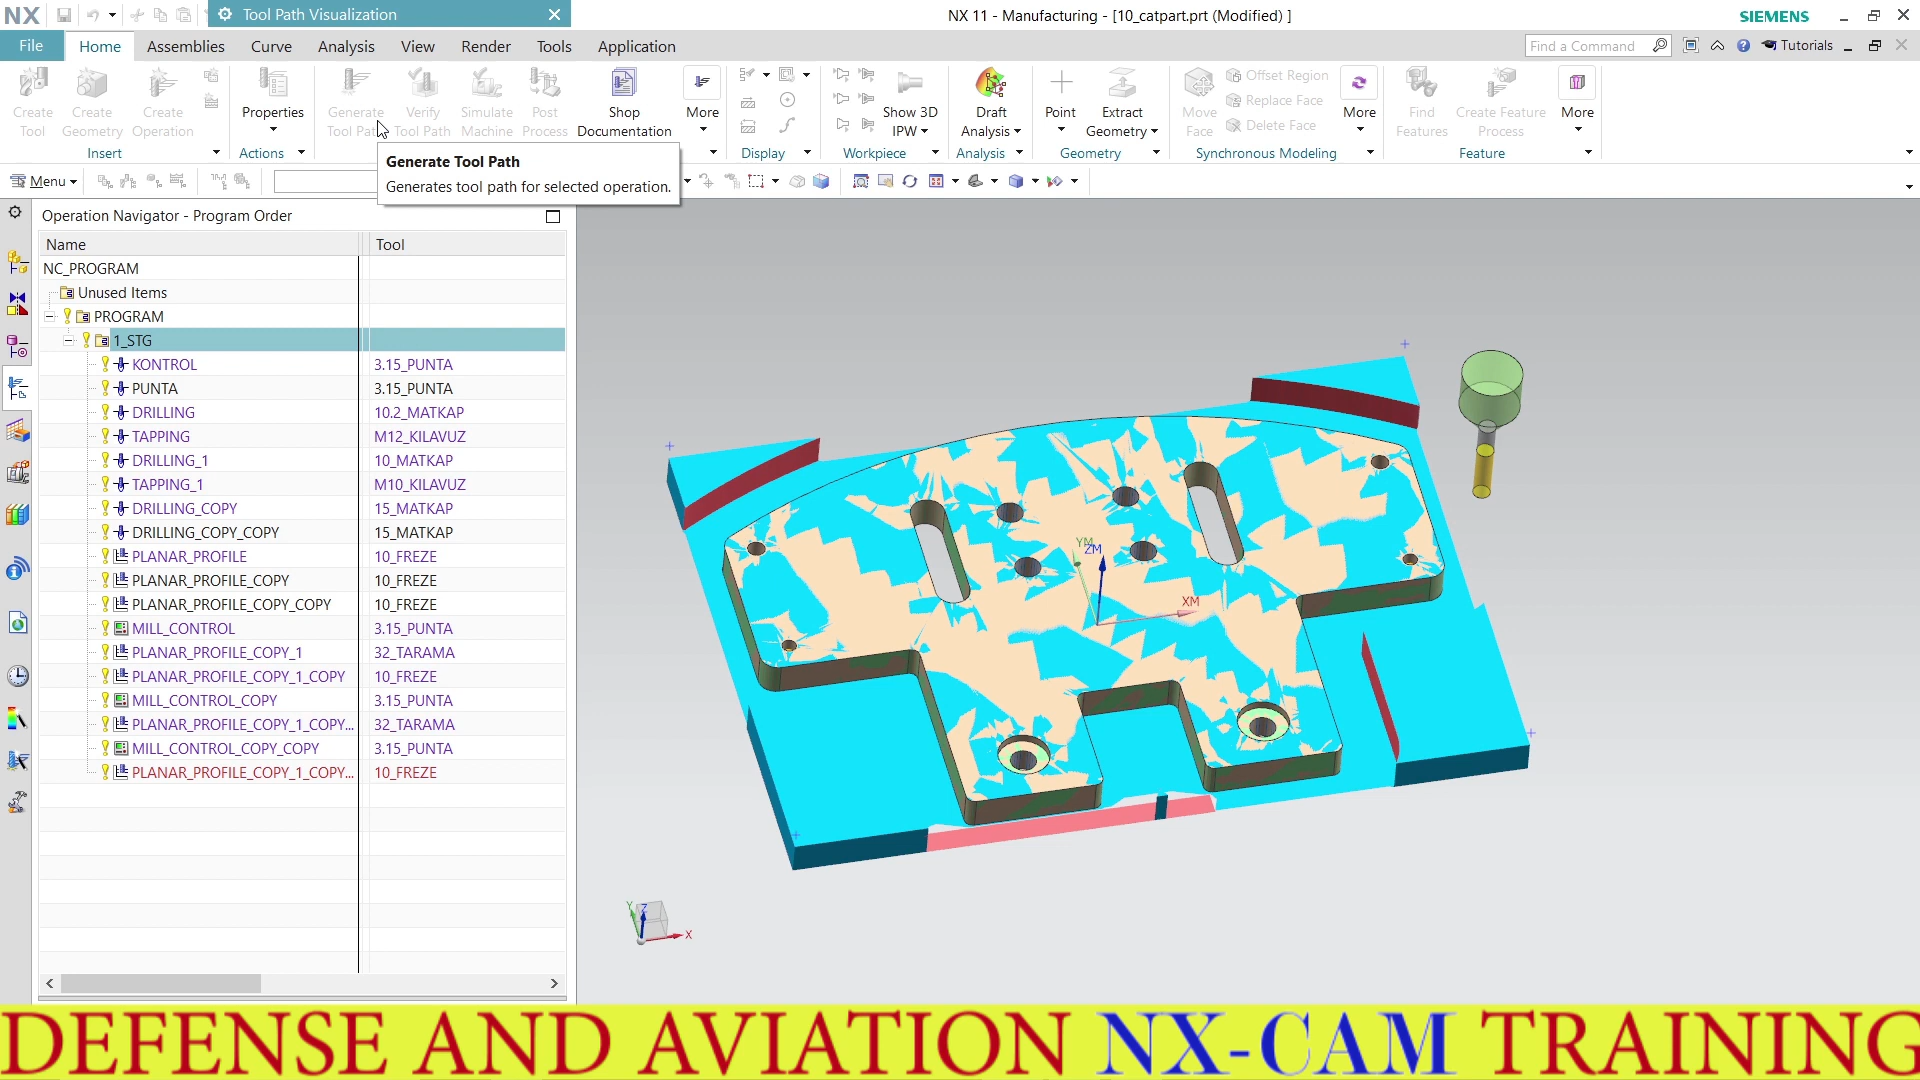 NX
Tool Path Visualization
NX 11 - Manufacturing - [10_catpart.prt (Modified) ]
SIEMENS
File
Home
Assemblies
Curve
Analysis
View
Render
Tools
Application
Find a Command
Tutorials
Create Tool
Create Geometry
Create Operation
Properties
Generate Tool Path
Verify Tool Path
Simulate Machine
Post Process
Shop Documentation
More
Show 3D IPW
Draft Analysis
Point
Extract Geometry
Move Face
Offset Region
Replace Face
Delete Face
More
Find Features
Create Feature Process
More
Insert
Actions
Display
Workpiece
Analysis
Geometry
Synchronous Modeling
Feature
Generate Tool Path
Generates tool path for selected operation.
Menu
Operation Navigator - Program Order
Name Tool
NC_PROGRAM
Unused Items
PROGRAM
1_STG
KONTROL 3.15_PUNTA
PUNTA 3.15_PUNTA
DRILLING 10.2_MATKAP
TAPPING M12_KILAVUZ
DRILLING_1 10_MATKAP
TAPPING_1 M10_KILAVUZ
DRILLING_COPY 15_MATKAP
DRILLING_COPY_COPY 15_MATKAP
PLANAR_PROFILE 10_FREZE
PLANAR_PROFILE_COPY 10_FREZE
PLANAR_PROFILE_COPY_COPY 10_FREZE
MILL_CONTROL 3.15_PUNTA
PLANAR_PROFILE_COPY_1 32_TARAMA
PLANAR_PROFILE_COPY_1_COPY 10_FREZE
MILL_CONTROL_COPY 3.15_PUNTA
PLANAR_PROFILE_COPY_1_COPY... 32_TARAMA
MILL_CONTROL_COPY_COPY 3.15_PUNTA
PLANAR_PROFILE_COPY_1_COPY... 10_FREZE
YM
ZM
XM
Y
Z
X
DEFENSE AND AVIATION NX-CAM TRAINING